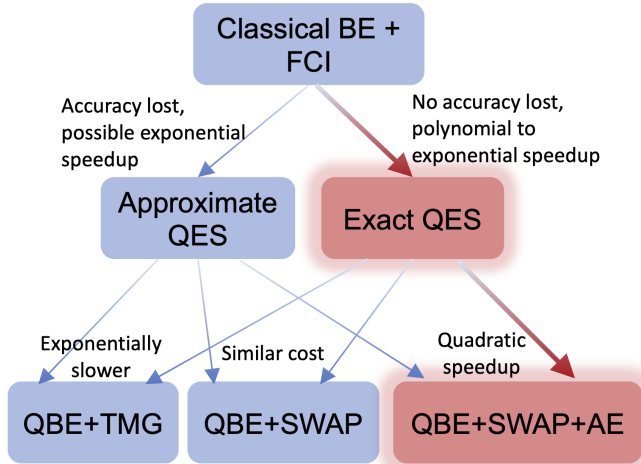 Classical BE +
FCI
Accuracy lost,
possible exponential
speedup
No accuracy lost,
polynomial to
exponential speedup
Approximate
QES
Exact QES
Exponentially
slower
Similar cost
Quadratic
speedup
QBE+TMG
QBE+SWAP
QBE+SWAP+AE